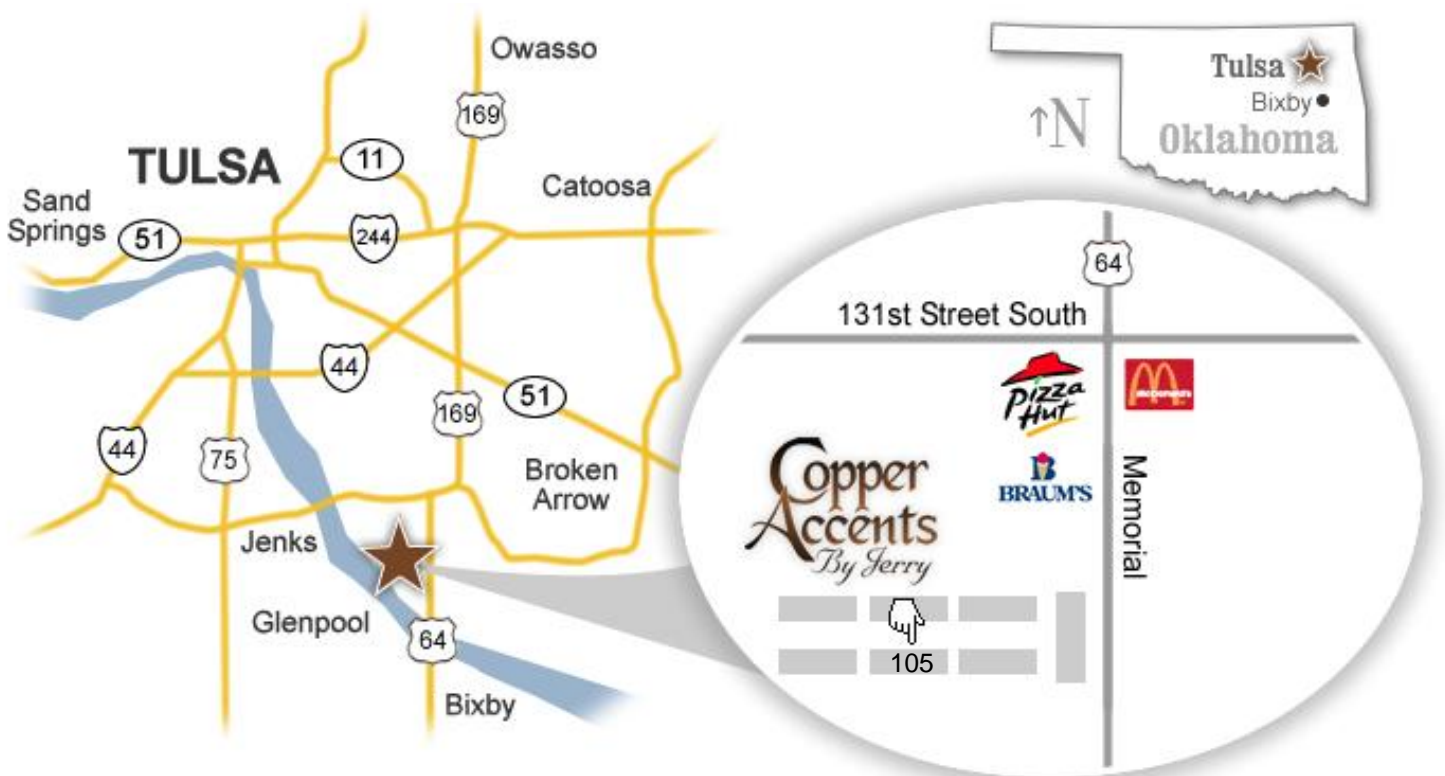 Owasso
169
TULSA
11
Catoosa
Sand
Springs
51
244
44
51
169
44
75
Broken
Arrow
Jenks
Glenpool
64
Bixby
Tulsa
Bixby
↑N
Oklahoma
64
131st Street South
Pizza
Hut
McDonald's
B
BRAUM'S
Memorial
Copper
Accents
By Jerry
105